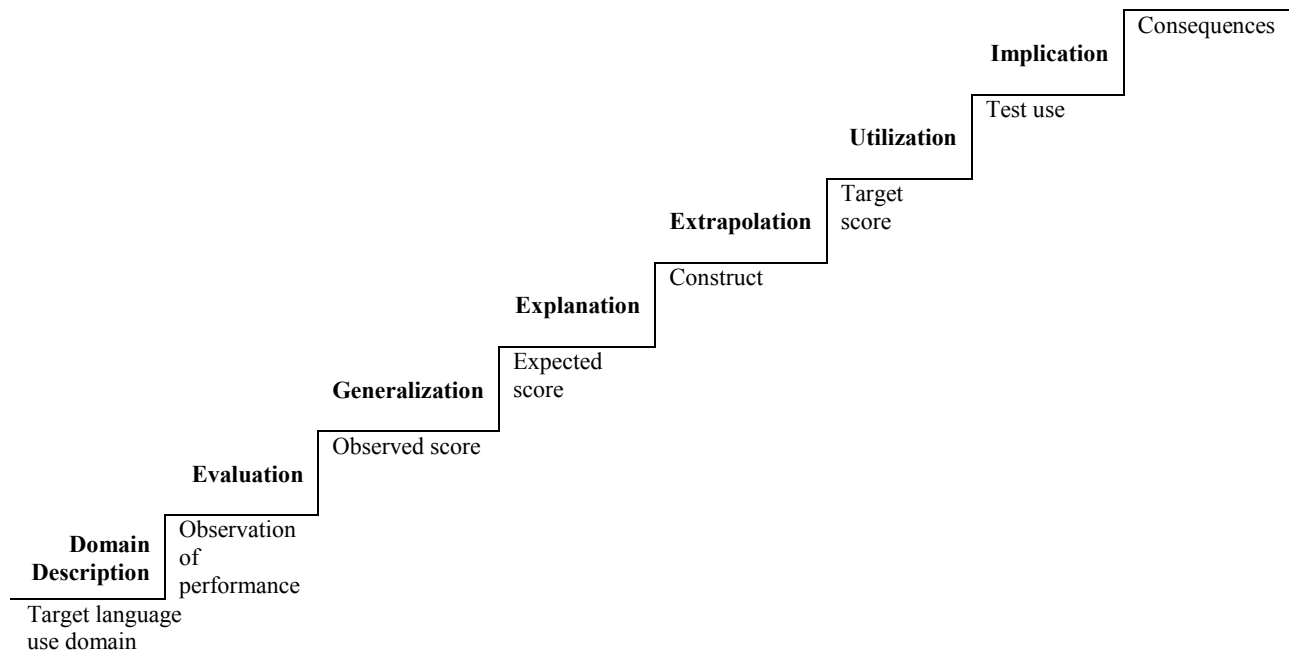 Consequences
Implication
Test use
Utilization
Target
score
Extrapolation
Construct
Explanation
Expected
score
Generalization
Observed score
Evaluation
Observation
of
performance
Domain
Description
Target language
use domain